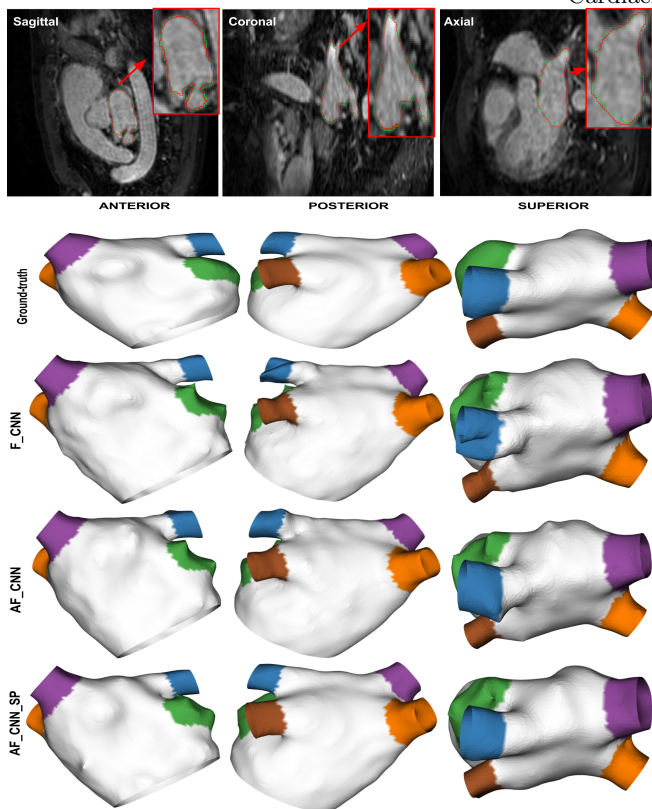 Sagittal Coronal Axial
ANTERIOR POSTERIOR SUPERIOR
Ground-truth
F_CNN
AF_CNN
AF_CNN_SP